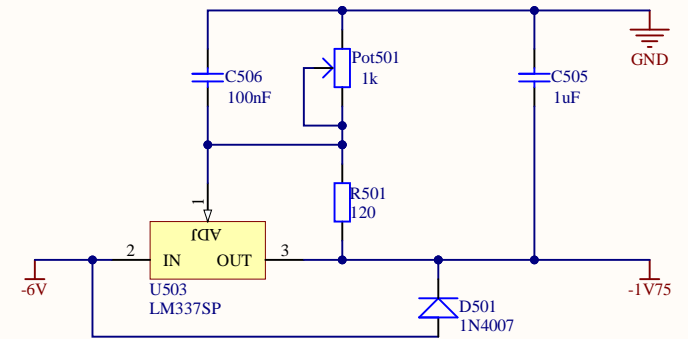 Pot501
1k
GND
C506
100nF
C505
1uF
R501
120
1
ADJ
2
IN
OUT
3
-6V
-1V75
U503
LM337SP
D501
1N4007